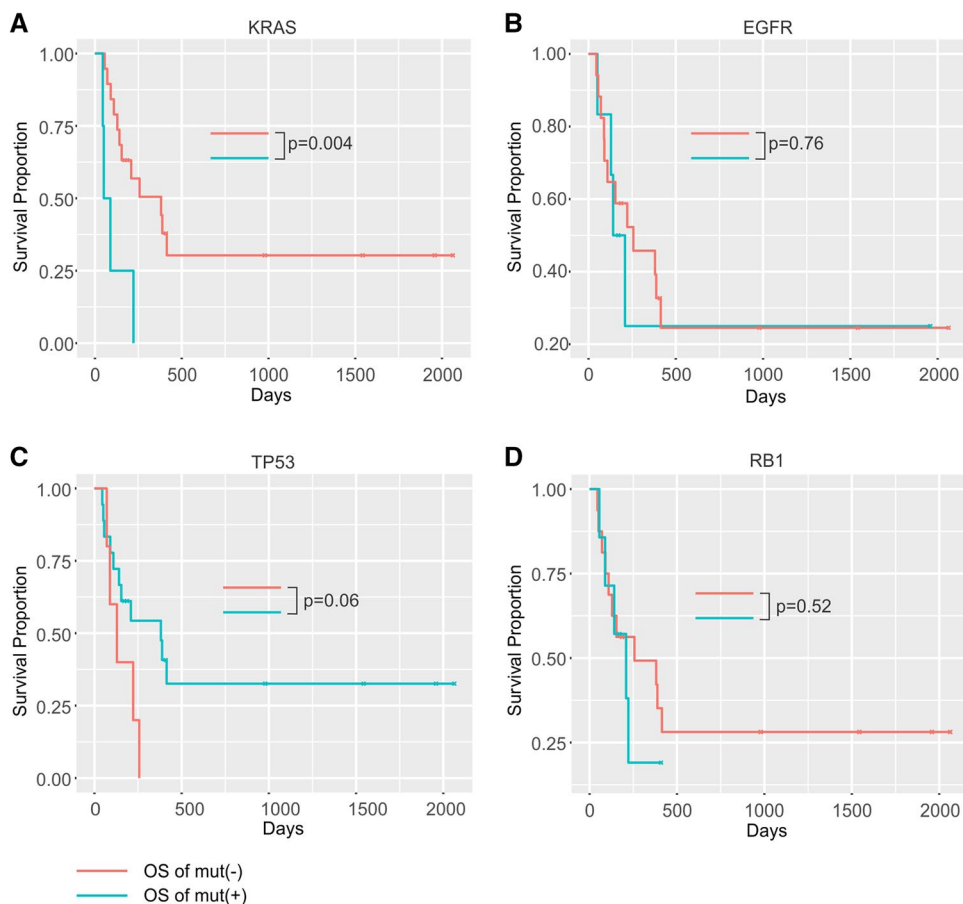 A
KRAS
1.00
0.75
0.50
0.25
0.00
Survival Proportion
p=0.004
0
500
1000
1500
2000
Days
B
EGFR
1.00
0.80
0.60
0.40
0.20
Survival Proportion
p=0.76
0
500
1000
1500
2000
Days
C
TP53
1.00
0.75
0.50
0.25
0.00
Survival Proportion
p=0.06
0
500
1000
1500
2000
Days
D
RB1
1.00
0.75
0.50
0.25
Survival Proportion
p=0.52
0
500
1000
1500
2000
Days
OS of mut(-)
OS of mut(+)